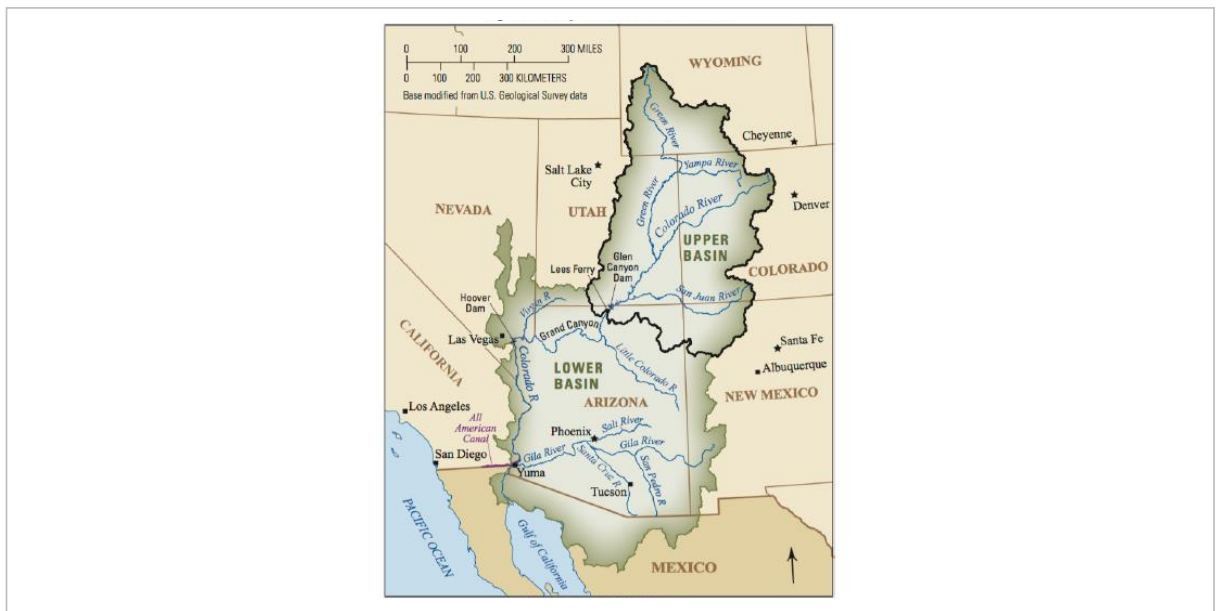 0 100 200 300 MILES
0 100 200 300 KILOMETERS
Base modified from U.S. Geological Survey data
WYOMING
Green River
Cheyenne
Salt Lake
City
Yampa River
Green River
Colorado River
Denver
NEVADA
UTAH
UPPER
BASIN
Glen
Canyon
Dam
Lees Ferry
COLORADO
San Juan River
Hoover
Dam
Virgin R
Grand Canyon
Las Vegas
Santa Fe
Albuquerque
CALIFORNIA
Colorado R
LOWER
BASIN
Little Colorado R
ARIZONA
NEW MEXICO
Los Angeles
All
American
Canal
Phoenix
Salt River
Gila River
San Diego
Gila River
Yuma
Santa Cruz R
San Pedro R
Tucson
PACIFIC OCEAN
Gulf of California
MEXICO